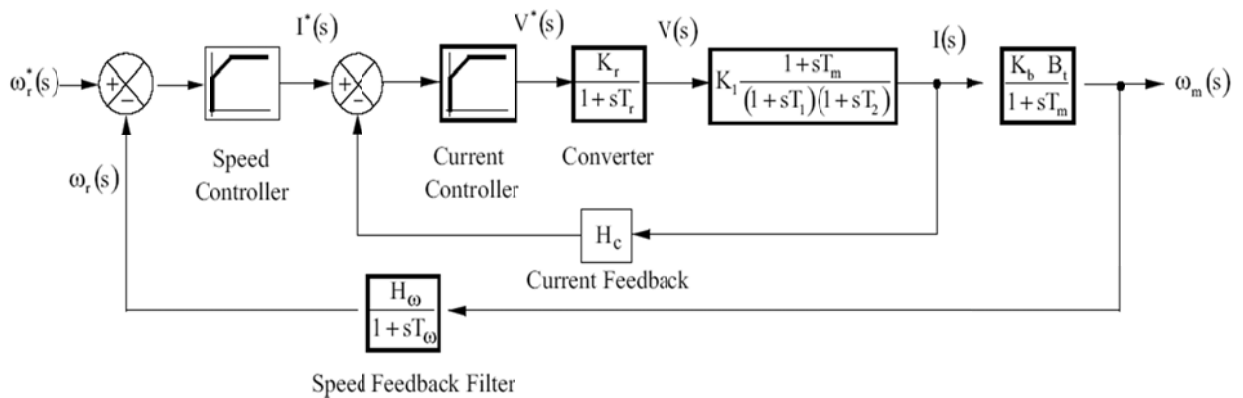 I*(s)
V*(s)
V(s)
I(s)
ω*r(s)
+
−
+
−
Kr
1+sTr
K1 1+sTm
(1+sT1)(1+sT2)
Kb Bt
1+sTm
ωm(s)
Speed
Controller
Current
Controller
Converter
ωr(s)
Hc
Current Feedback
Hω
1+sTω
Speed Feedback Filter